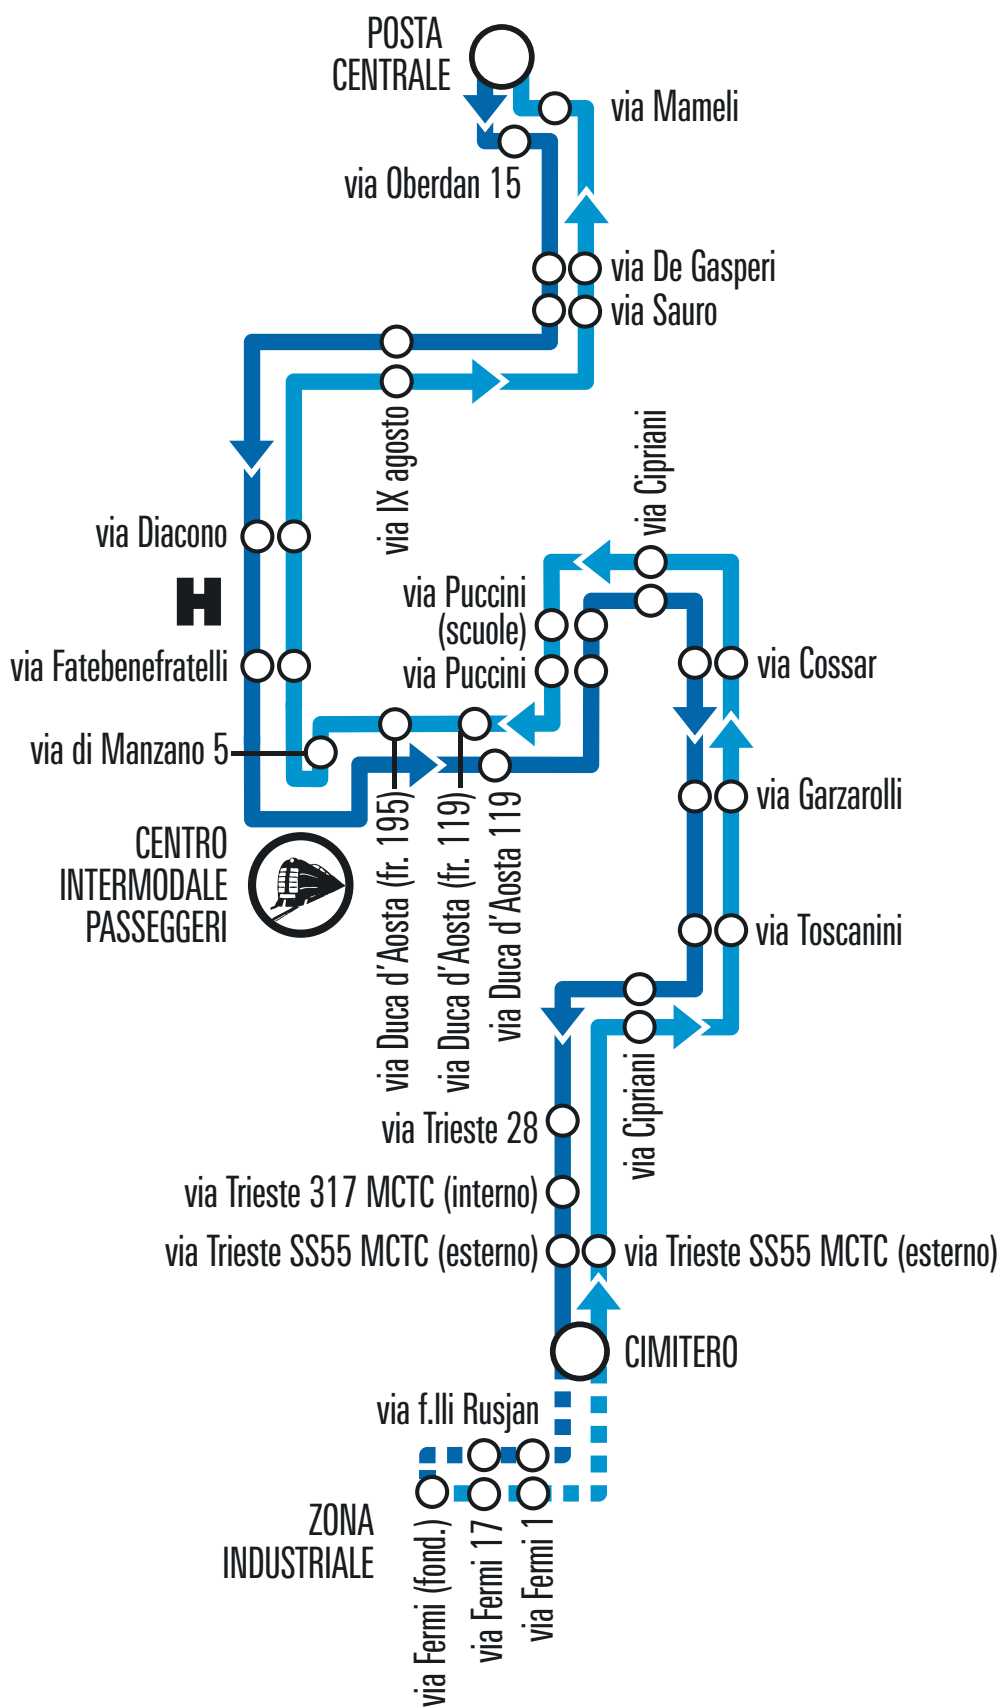 POSTA
CENTRALE
via Mameli
via Oberdan 15
via De Gasperi
via Sauro
via IX agosto
via Cipriani
via Diacono
H
via Puccini
(scuole)
via Puccini
via Fatebenefratelli
via Cossar
via di Manzano 5
via Garzarolli
CENTRO
INTERMODALE
PASSEGGERI
via Duca d'Aosta (fr. 195)
via Duca d'Aosta (fr. 119)
via Duca d'Aosta 119
via Toscanini
via Cipriani
via Trieste 28
via Trieste 317 MCTC (interno)
via Trieste SS55 MCTC (esterno)
via Trieste SS55 MCTC (esterno)
CIMITERO
via f.lli Rusjan
ZONA
INDUSTRIALE
via Fermi (fond.)
via Fermi 17
via Fermi 1